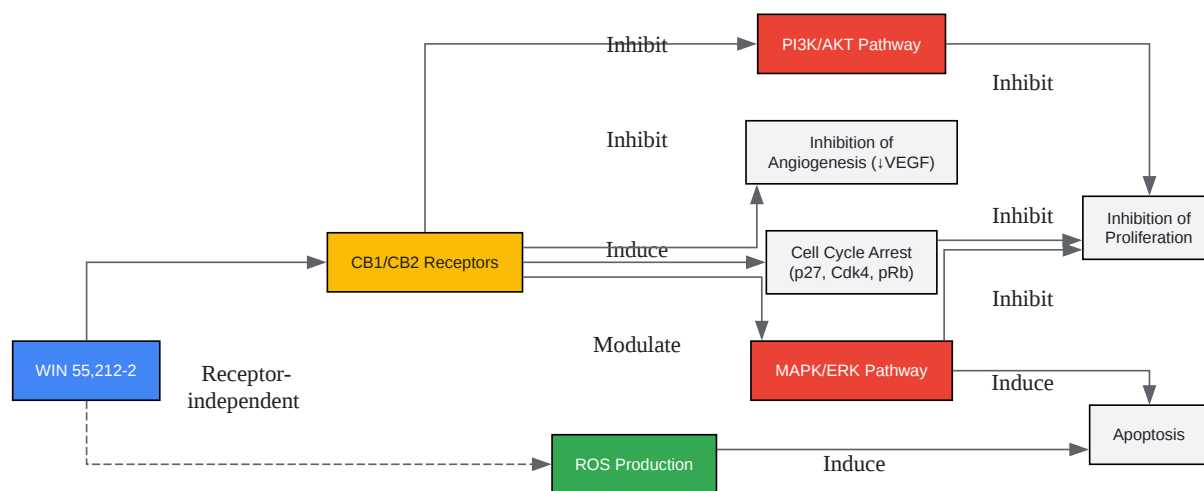 Inhibit
PI3K/AKT Pathway
Inhibit
Inhibit
Inhibition of
Angiogenesis (↓VEGF)
Inhibit
Inhibition of
Proliferation
CB1/CB2 Receptors
Induce
Cell Cycle Arrest
(p27, Cdk4, pRb)
Inhibit
Modulate
MAPK/ERK Pathway
WIN 55,212-2
Receptor-
independent
Induce
Apoptosis
ROS Production
Induce